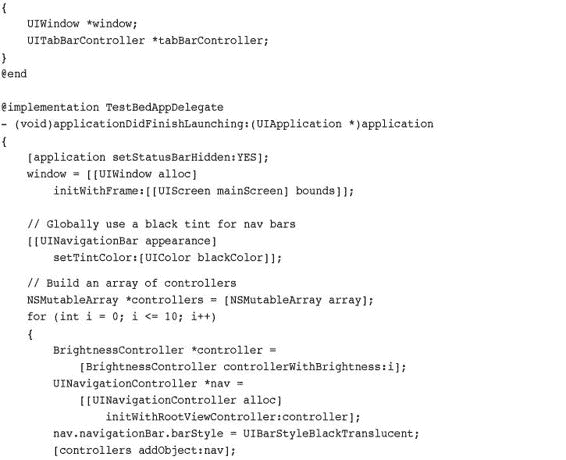 {
UIWindow *window;
UITabBarController *tabBarController;
}
@end
@implementation TestBedAppDelegate
- (void)applicationDidFinishLaunching:(UIApplication *)application
{
[application setStatusBarHidden:YES];
window = [[UIWindow alloc]
initWithFrame:[[UIScreen mainScreen] bounds]];
// Globally use a black tint for nav bars
[[UINavigationBar appearance]
setTintColor:[UIColor blackColor]];
// Build an array of controllers
NSMutableArray *controllers = [NSMutableArray array];
for (int i = 0; i <= 10; i++)
{
BrightnessController *controller =
[BrightnessController controllerWithBrightness:i];
UINavigationController *nav =
[[UINavigationController alloc]
initWithRootViewController:controller];
nav.navigationBar.barStyle = UIBarStyleBlackTranslucent;
[controllers addObject:nav];